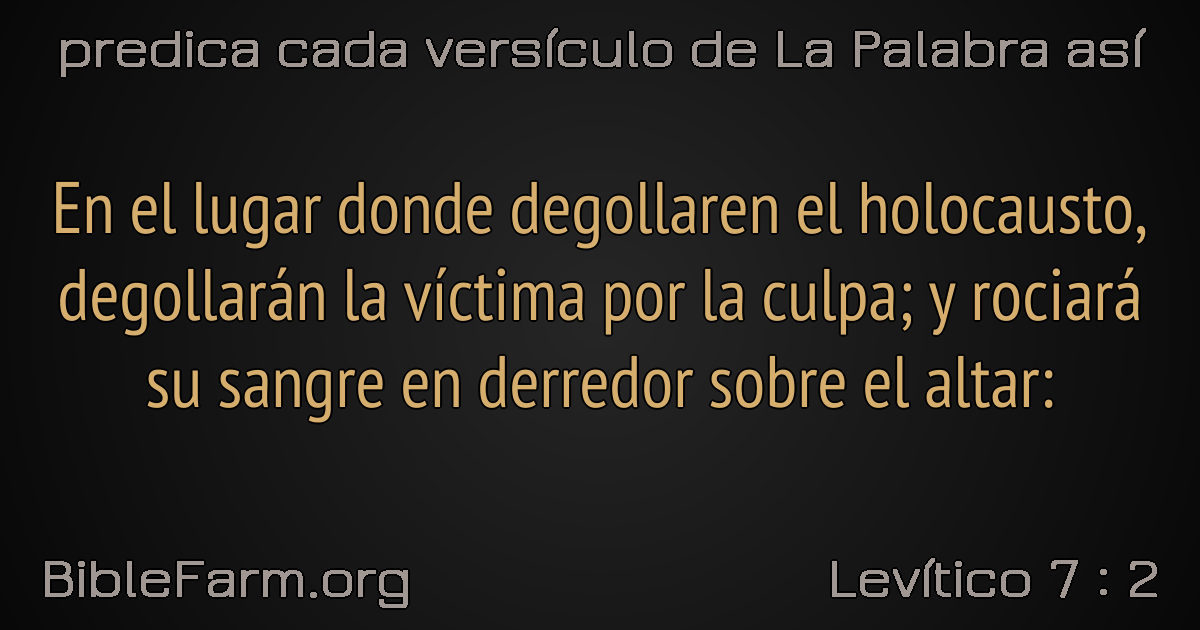 predica cada versículo de La Palabra así
En el lugar donde degollaren el holocausto,
degollarán la víctima por la culpa; y rociará
su sangre en derredor sobre el altar:
BibleFarm.org
Levítico 7 : 2